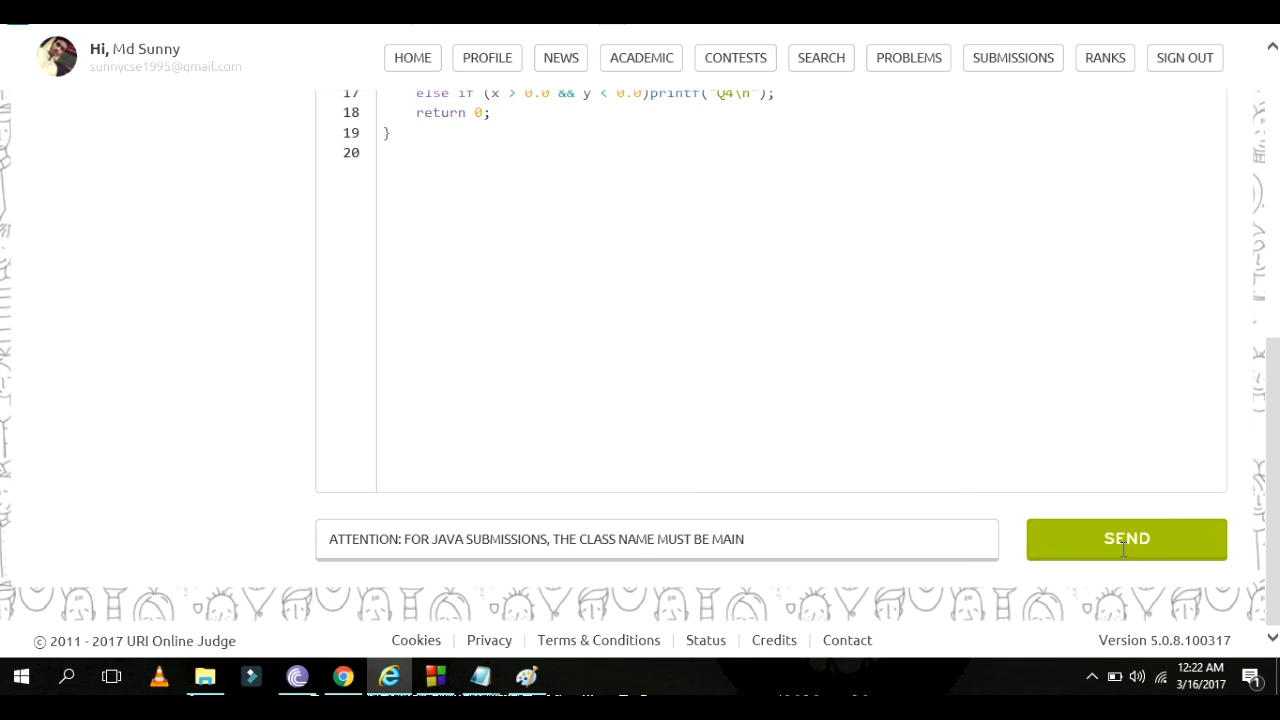 Hi, Md Sunny
sunnycse1995@gmail.com
HOME PROFILE NEWS ACADEMIC CONTESTS SEARCH PROBLEMS SUBMISSIONS RANKS SIGN OUT
17 else if (x > 0.0 && y < 0.0)printf("Q4\n");
18 return 0;
19 }
20
ATTENTION: FOR JAVA SUBMISSIONS, THE CLASS NAME MUST BE MAIN
SEND
© 2011 - 2017 URI Online Judge
Cookies | Privacy | Terms & Conditions | Status | Credits | Contact
Version 5.0.8.100317
12:22 AM
3/16/2017
1